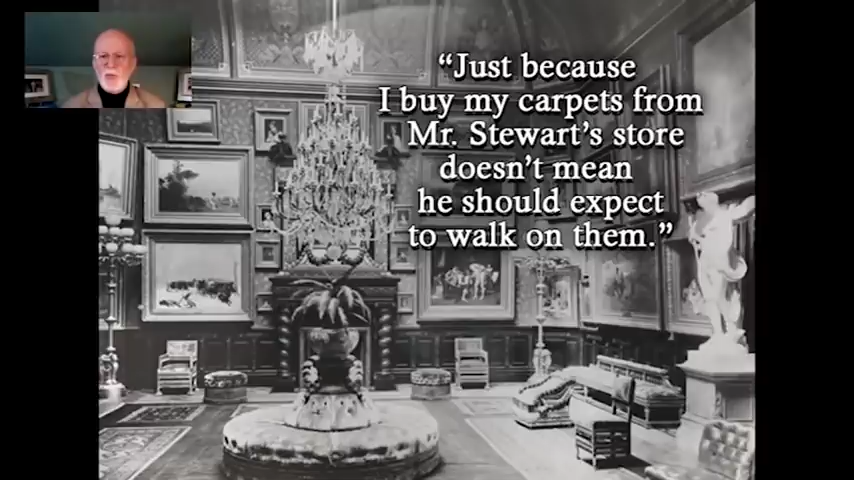 “Just because
I buy my carpets from
Mr. Stewart’s store
doesn’t mean
he should expect
to walk on them.”